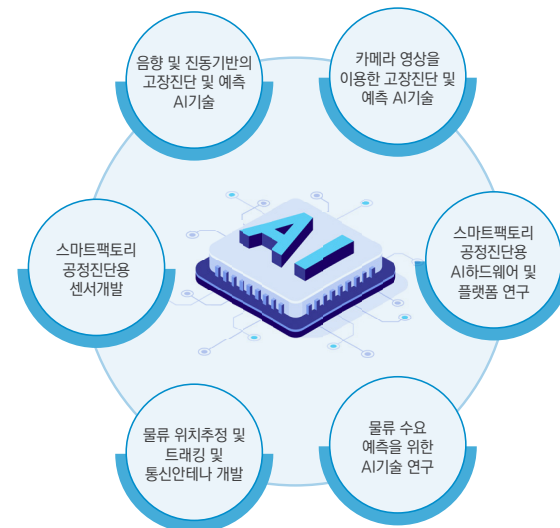 음향 및 진동기반의
고장진단 및 예측
AI기술
카메라 영상을
이용한 고장진단 및
예측 AI기술
스마트팩토리
공정진단용
센서개발
AI
스마트팩토리
공정진단용
AI하드웨어 및
플랫폼 연구
물류 위치추정 및
트래킹 및
통신안테나 개발
물류 수요
예측을 위한
AI기술 연구